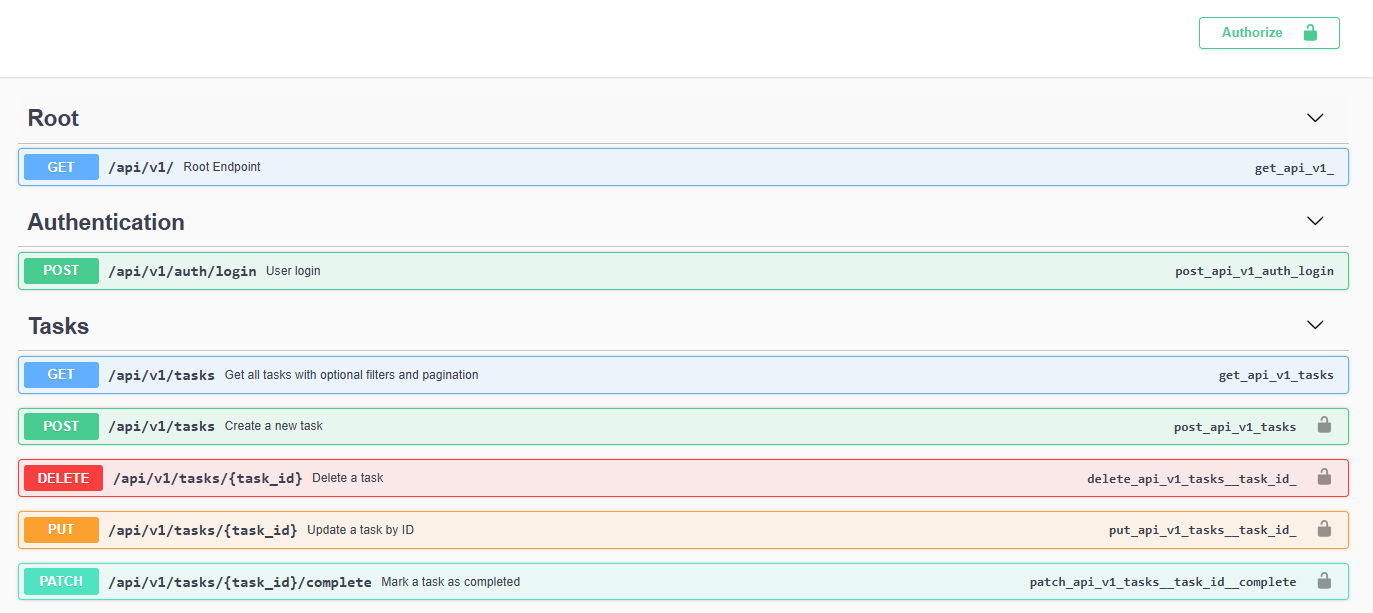 Authorize
Root
GET /api/v1/ Root Endpoint get_api_v1_
Authentication
POST /api/v1/auth/login User login post_api_v1_auth_login
Tasks
GET /api/v1/tasks Get all tasks with optional filters and pagination get_api_v1_tasks
POST /api/v1/tasks Create a new task post_api_v1_tasks
DELETE /api/v1/tasks/{task_id} Delete a task delete_api_v1_tasks__task_id_
PUT /api/v1/tasks/{task_id} Update a task by ID put_api_v1_tasks__task_id_
PATCH /api/v1/tasks/{task_id}/complete Mark a task as completed patch_api_v1_tasks__task_id__complete